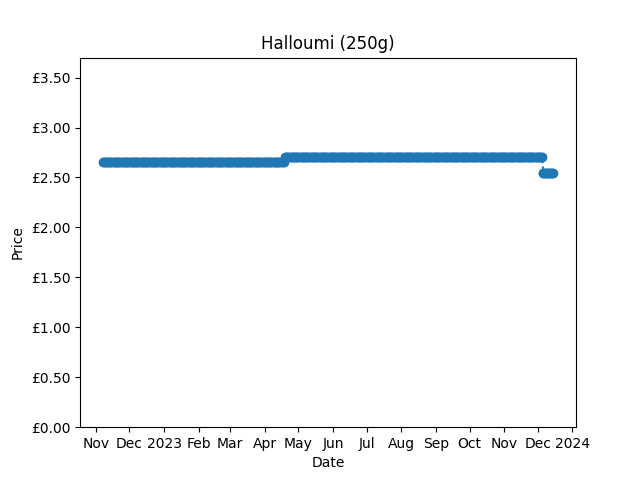 Halloumi (250g)
£3.50
£3.00
£2.50
£2.00
£1.50
£1.00
£0.50
£0.00
Price
Nov Dec 2023 Feb Mar Apr May Jun Jul Aug Sep Oct Nov Dec 2024
Date